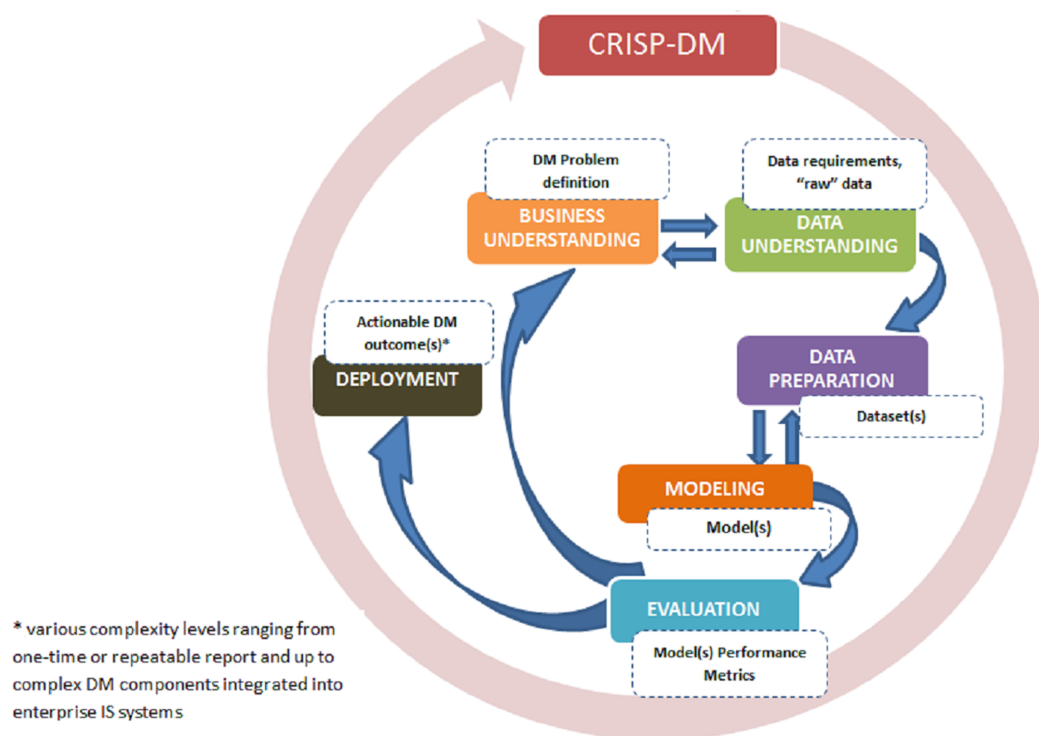 CRISP-DM
DM Problem
definition
BUSINESS
UNDERSTANDING
Data requirements,
“raw” data
DATA
UNDERSTANDING
Actionable DM
outcome(s)*
DEPLOYMENT
DATA
PREPARATION
Dataset(s)
MODELING
Model(s)
EVALUATION
Model(s) Performance
Metrics
* various complexity levels ranging from
one-time or repeatable report and up to
complex DM components integrated into
enterprise IS systems